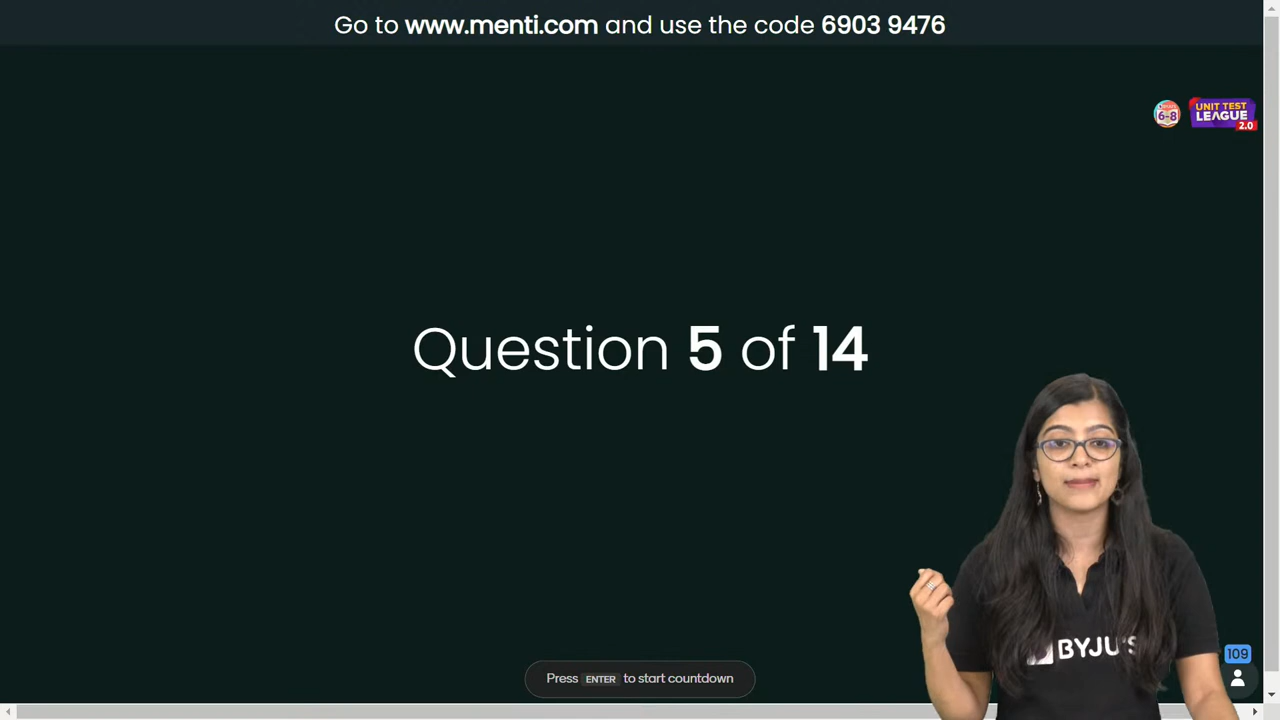 Go to www.menti.com and use the code 6903 9476
6-8
UNIT TEST
LEAGUE
2.0
Question 5 of 14
BYJU'S
109
Press ENTER to start countdown